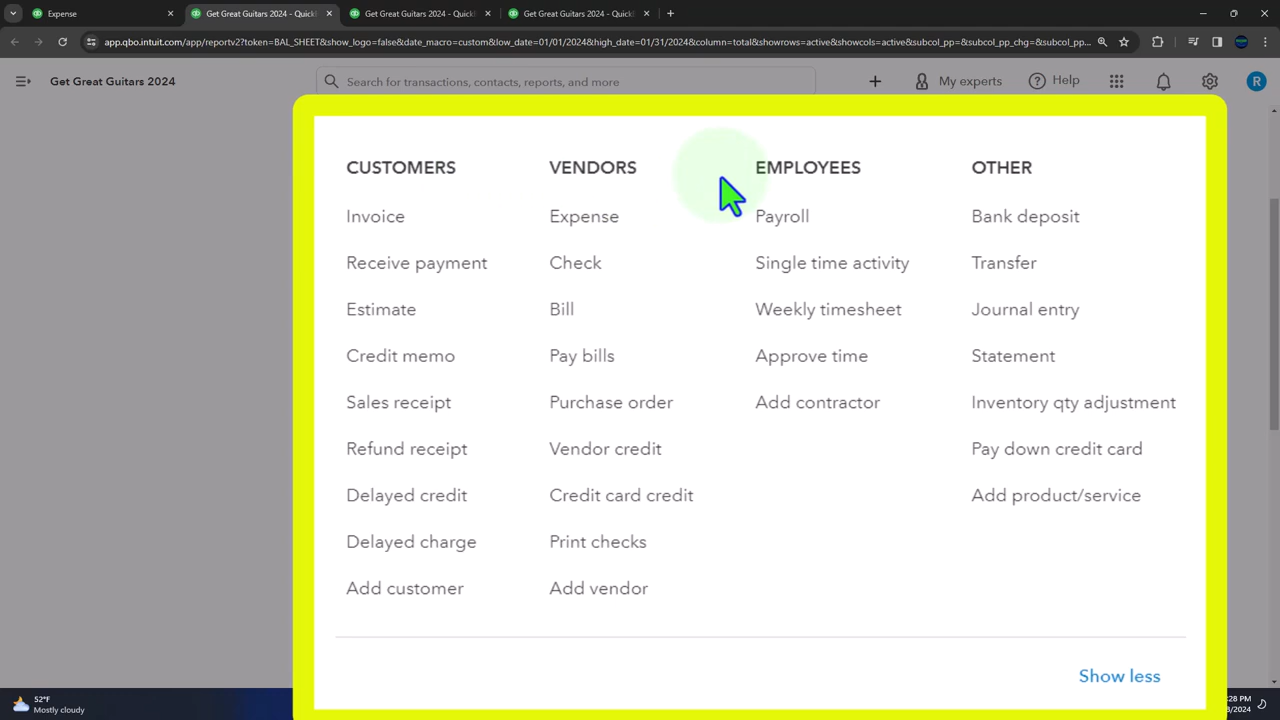 Expense
Get Great Guitars 2024 - Quickl
Get Great Guitars 2024 - QuickB
Get Great Guitars 2024 - QuickB
app.qbo.intuit.com/app/reportv2?token=BAL_SHEET&show_logo=false&date_macro=custom&low_date=01/01/2024&high_date=01/31/2024&column=total&showrows=active&showcols=active&subcol_pp=&subcol_pp_chg=&subcol_pp...
Get Great Guitars 2024
Search for transactions, contacts, reports, and more
My experts
Help
R
CUSTOMERS
Invoice
Receive payment
Estimate
Credit memo
Sales receipt
Refund receipt
Delayed credit
Delayed charge
Add customer
VENDORS
Expense
Check
Bill
Pay bills
Purchase order
Vendor credit
Credit card credit
Print checks
Add vendor
EMPLOYEES
Payroll
Single time activity
Weekly timesheet
Approve time
Add contractor
OTHER
Bank deposit
Transfer
Journal entry
Statement
Inventory qty adjustment
Pay down credit card
Add product/service
Show less
52°F
Mostly cloudy
:28 PM
/2024